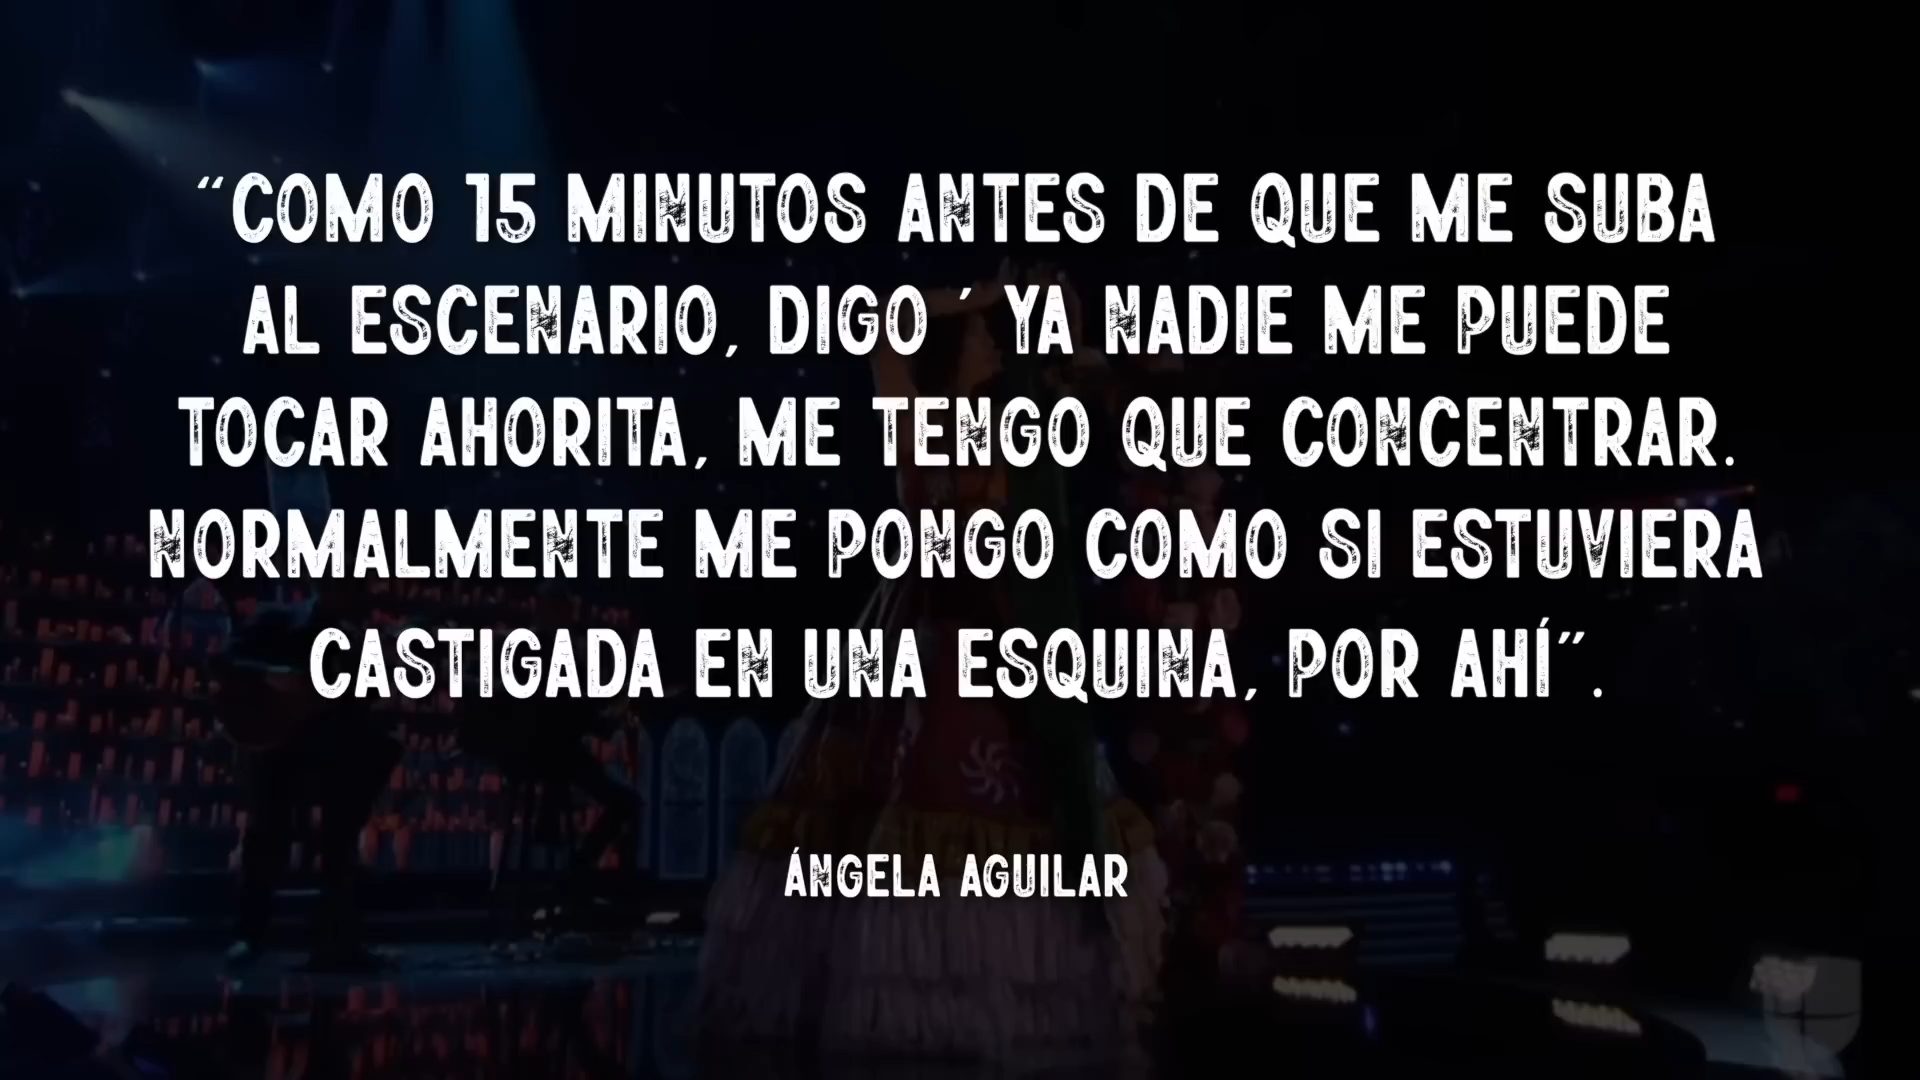 “COMO 15 MINUTOS ANTES DE QUE ME SUBA
AL ESCENARIO, DIGO ´ YA NADIE ME PUEDE
TOCAR AHORITA, ME TENGO QUE CONCENTRAR.
NORMALMENTE ME PONGO COMO SI ESTUVIERA
CASTIGADA EN UNA ESQUINA, POR AHÍ”.
ÁNGELA AGUILAR